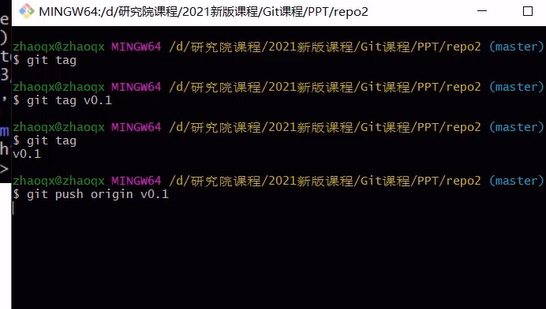 MINGW64:/d/研究院课程/2021新版课程/Git课程/PPT/repo2
zhaoqx@zhaoqx MINGW64 /d/研究院课程/2021新版课程/Git课程/PPT/repo2 (master)
$ git tag
zhaoqx@zhaoqx MINGW64 /d/研究院课程/2021新版课程/Git课程/PPT/repo2 (master)
$ git tag v0.1
zhaoqx@zhaoqx MINGW64 /d/研究院课程/2021新版课程/Git课程/PPT/repo2 (master)
$ git tag
v0.1
zhaoqx@zhaoqx MINGW64 /d/研究院课程/2021新版课程/Git课程/PPT/repo2 (master)
$ git push origin v0.1